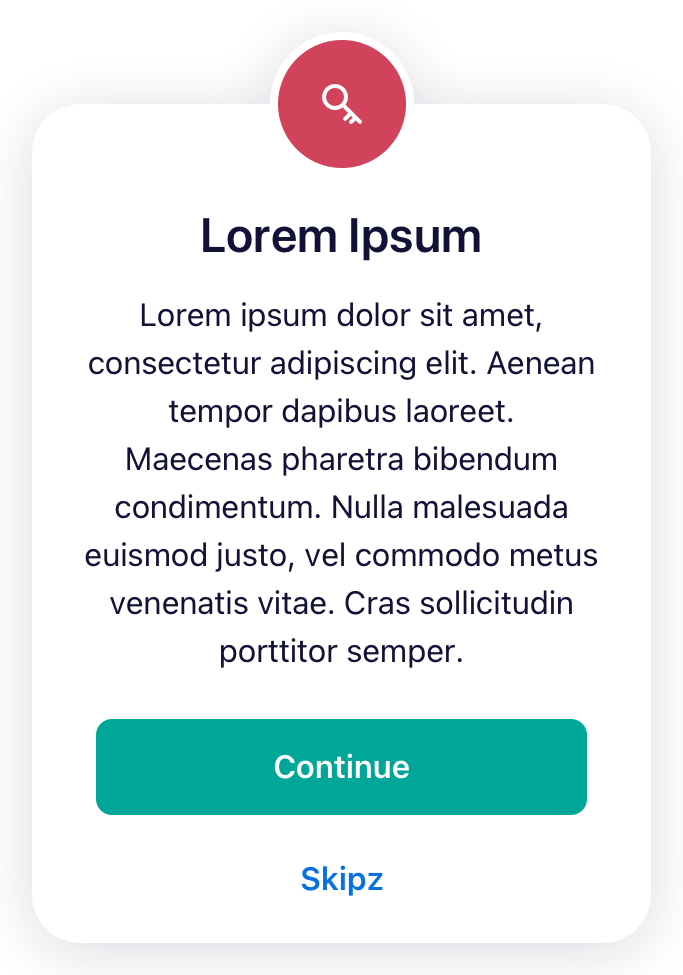 Lorem Ipsum
Lorem ipsum dolor sit amet,
consectetur adipiscing elit. Aenean
tempor dapibus laoreet.
Maecenas pharetra bibendum
condimentum. Nulla malesuada
euismod justo, vel commodo metus
venenatis vitae. Cras sollicitudin
porttitor semper.
Continue
Skipz